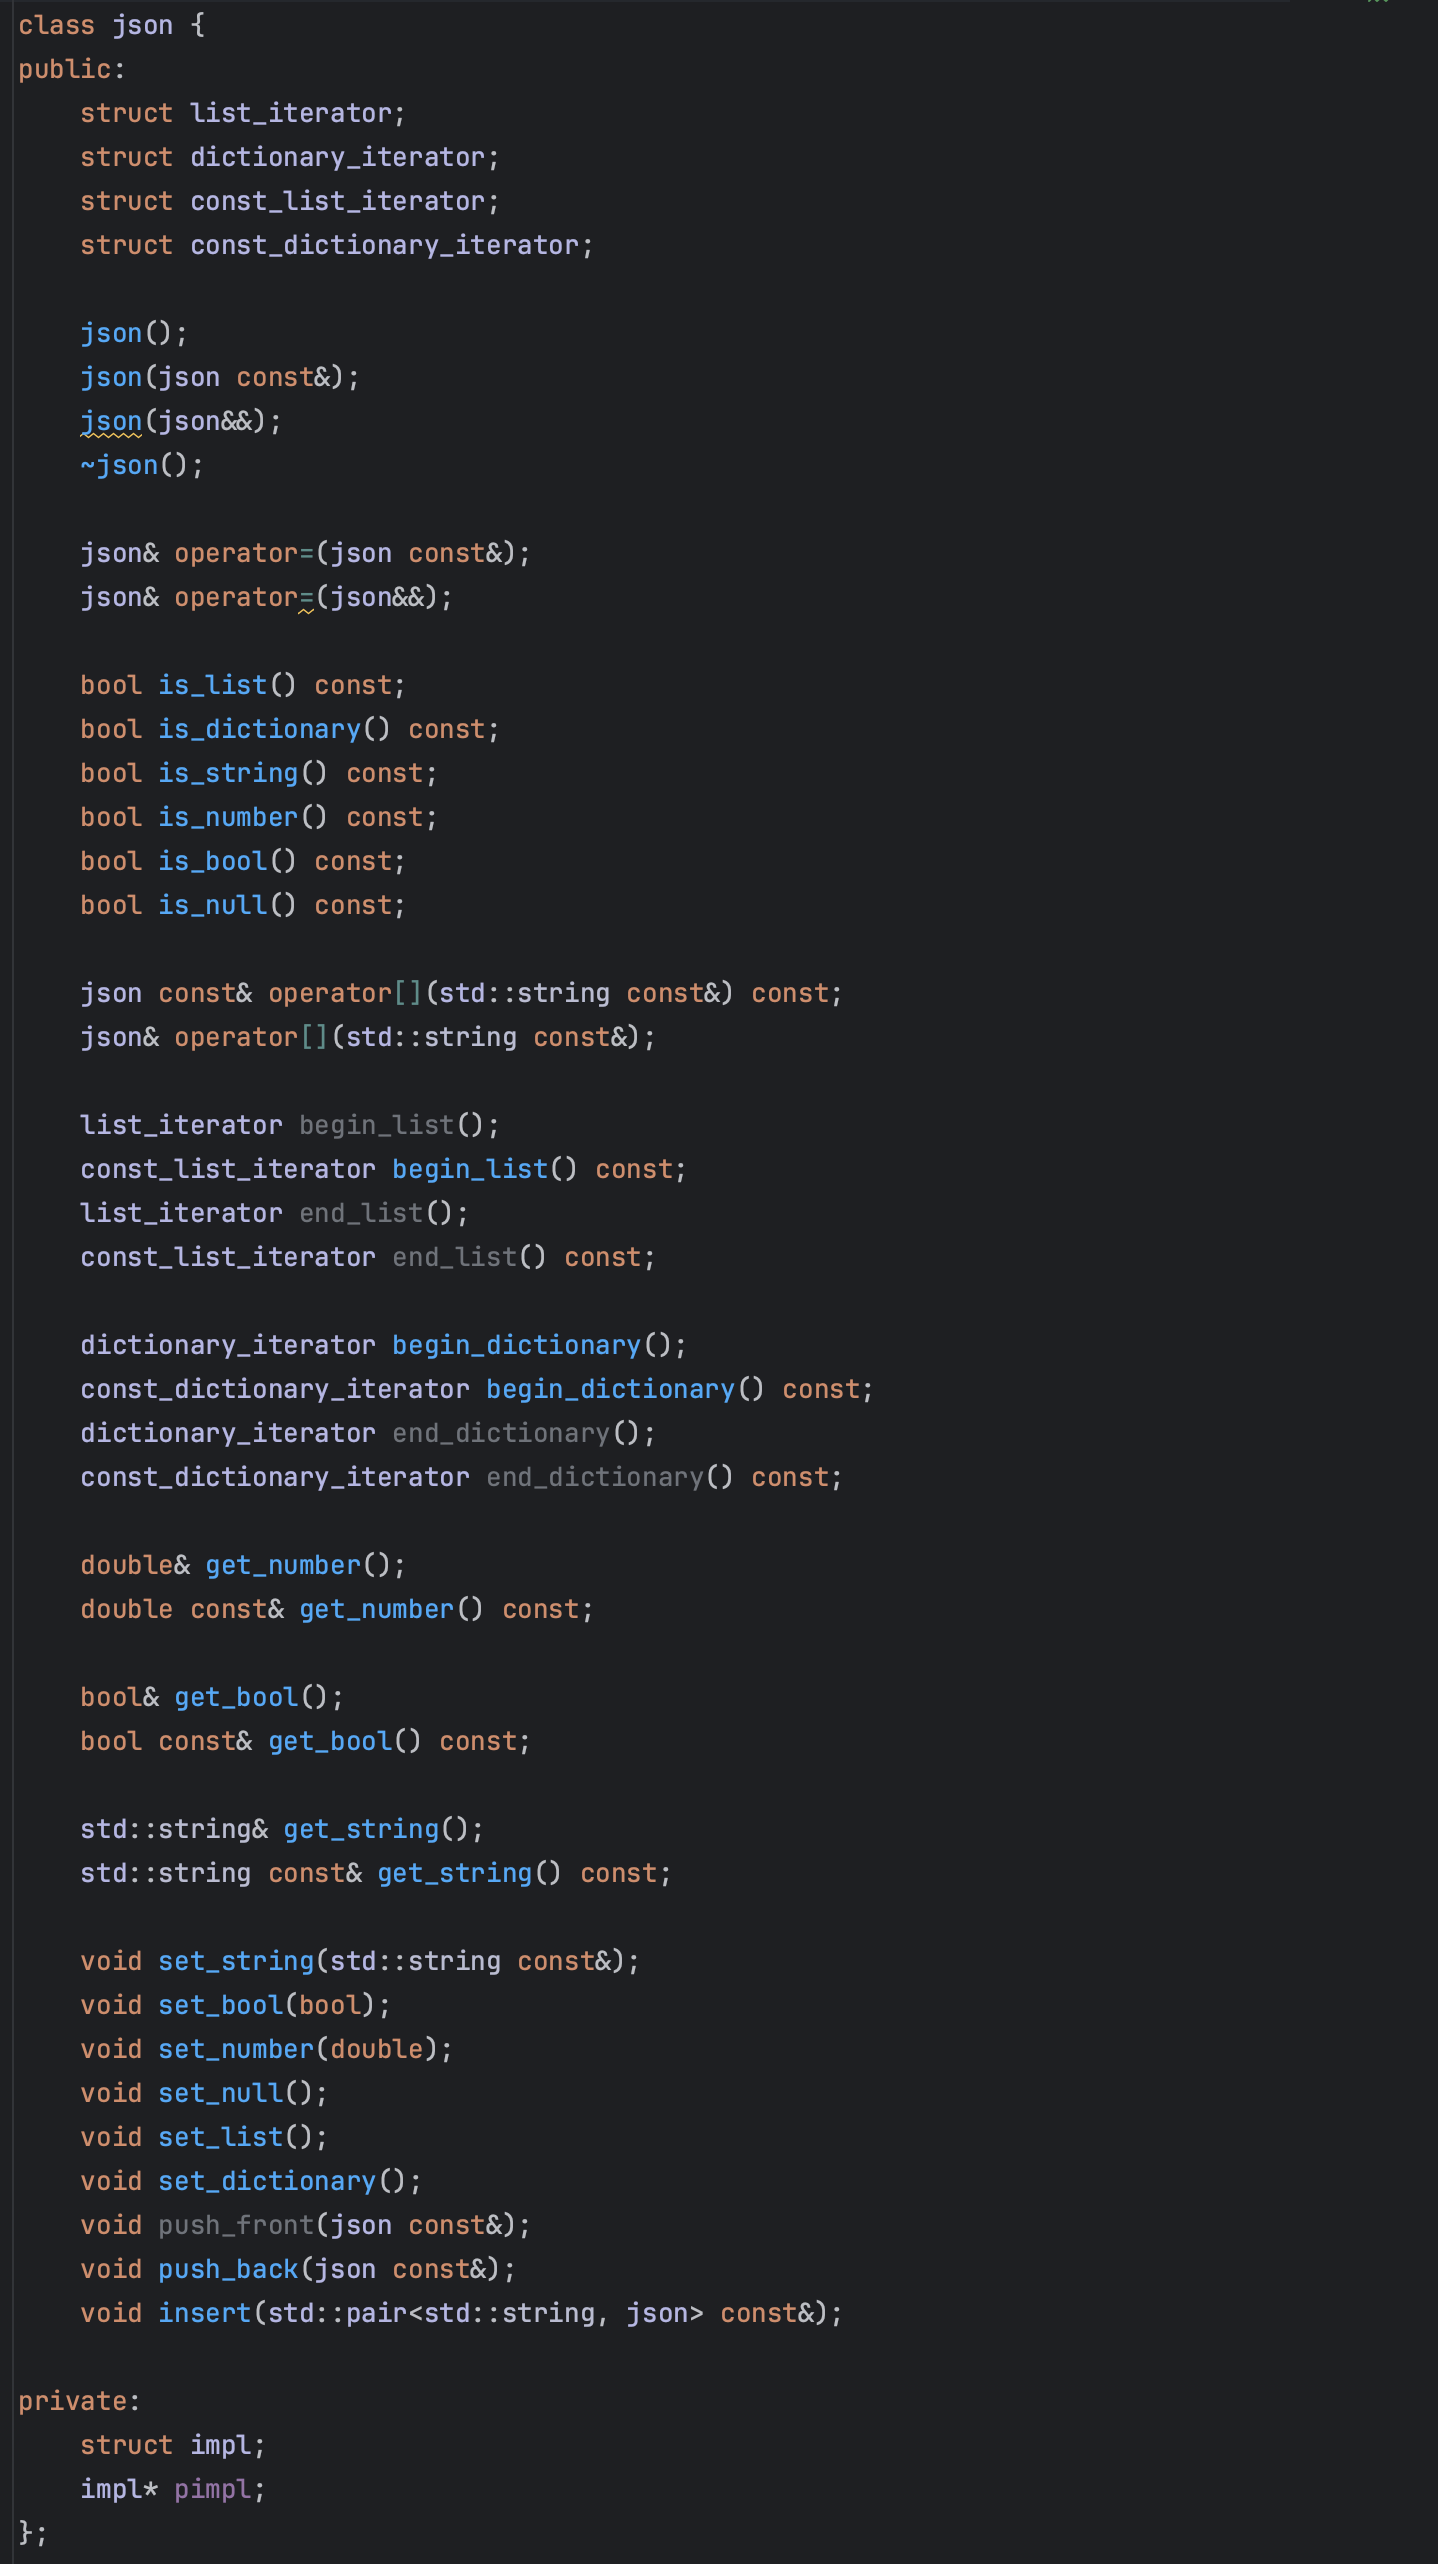 class json {
public:
    struct list_iterator;
    struct dictionary_iterator;
    struct const_list_iterator;
    struct const_dictionary_iterator;

    json();
    json(json const&);
    json(json&&);
    ~json();

    json& operator=(json const&);
    json& operator=(json&&);

    bool is_list() const;
    bool is_dictionary() const;
    bool is_string() const;
    bool is_number() const;
    bool is_bool() const;
    bool is_null() const;

    json const& operator[](std::string const&) const;
    json& operator[](std::string const&);

    list_iterator begin_list();
    const_list_iterator begin_list() const;
    list_iterator end_list();
    const_list_iterator end_list() const;

    dictionary_iterator begin_dictionary();
    const_dictionary_iterator begin_dictionary() const;
    dictionary_iterator end_dictionary();
    const_dictionary_iterator end_dictionary() const;

    double& get_number();
    double const& get_number() const;

    bool& get_bool();
    bool const& get_bool() const;

    std::string& get_string();
    std::string const& get_string() const;

    void set_string(std::string const&);
    void set_bool(bool);
    void set_number(double);
    void set_null();
    void set_list();
    void set_dictionary();
    void push_front(json const&);
    void push_back(json const&);
    void insert(std::pair<std::string, json> const&);

private:
    struct impl;
    impl* pimpl;
};